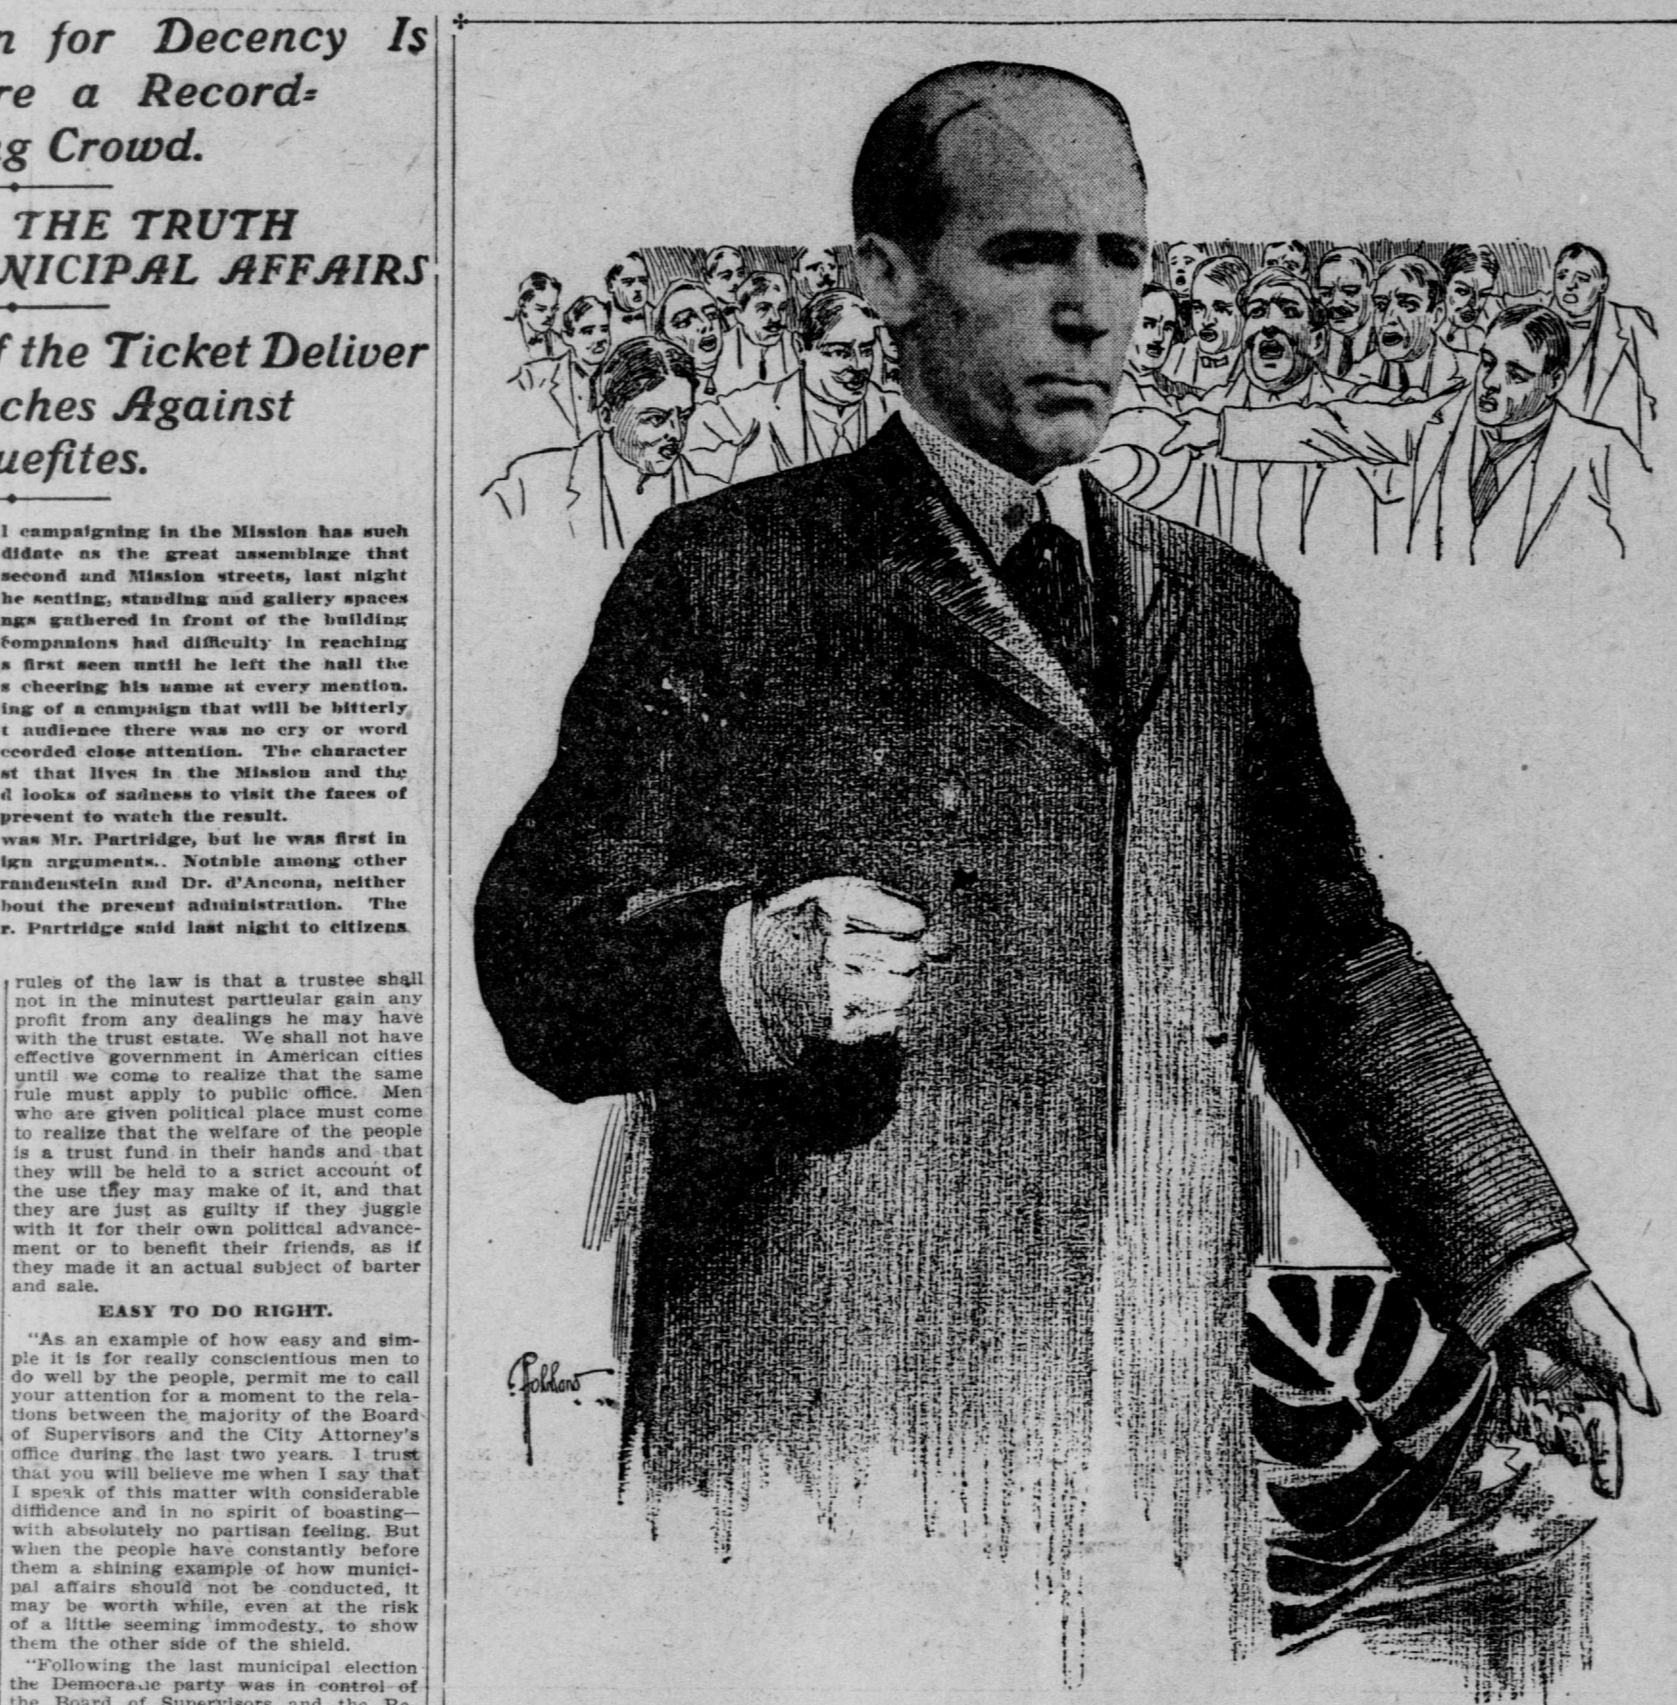 n for Decency Is
re a Record=
g Crowd.
THE TRUTH
NICIPAL AFFAIRS
f the Ticket Deliver
ches Against
uefites.
l campaigning in the Mission has such
didate as the great assemblage that
second and Mission streets, last night
he seating, standing and gallery spaces
ngs gathered in front of the building
companions had difficulty in reaching
s first seen until he left the hall the
s cheering his name at every mention.
ing of a campaign that will be bitterly
t audience there was no cry or word
ccorded close attention. The character
st that lives in the Mission and the
d looks of sadness to visit the faces of
present to watch the result.
was Mr. Partridge, but he was first in
ign arguments.. Notable among other
randenstein and Dr. d'Ancona, neither
bout the present administration. The
r. Partridge said last night to citizens
rules of the law is that a trustee shall
not in the minutest particular gain any
profit from any dealings he may have
with the trust estate. We shall not have
effective government in American cities
until we come to realize that the same
rule must apply to public office. Men
who are given political place must come
to realize that the welfare of the people
is a trust fund in their hands and that
they will be held to a strict account of
the use they may make of it, and that
they are just as guilty if they juggle
with it for their own political advance-
ment or to benefit their friends, as if
they made it an actual subject of barter
and sale.
EASY TO DO RIGHT.
"As an example of how easy and sim-
ple it is for really conscientious men to
do well by the people, permit me to call
your attention for a moment to the rela-
tions between the majority of the Board
of Supervisors and the City Attorney's
office during the last two years. I trust
that you will believe me when I say that
I speak of this matter with considerable
diffidence and in no spirit of boasting—
with absolutely no partisan feeling. But
when the people have constantly before
them a shining example of how munici-
pal affairs should not be conducted, it
may be worth while, even at the risk
of a little seeming immodesty, to show
them the other side of the shield.
"Following the last municipal election
the Democratic party was in control of
the Board of Supervisors and the